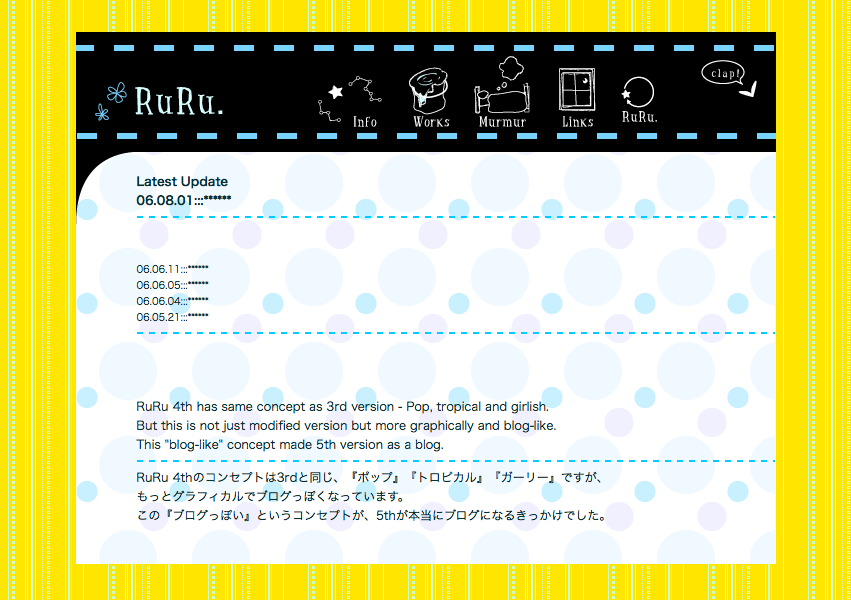 RuRu.
Info
Works
Murmur
Links
RuRu.
clap!
Latest Update
06.08.01:::******
06.06.11:::******
06.06.05:::******
06.06.04:::******
06.05.21:::******
RuRu 4th has same concept as 3rd version - Pop, tropical and girlish.
But this is not just modified version but more graphically and blog-like.
This "blog-like" concept made 5th version as a blog.
RuRu 4thのコンセプトは3rdと同じ、『ポップ』『トロピカル』『ガーリー』ですが、
もっとグラフィカルでブログっぽくなっています。
この『ブログっぽい』というコンセプトが、5thが本当にブログになるきっかけでした。